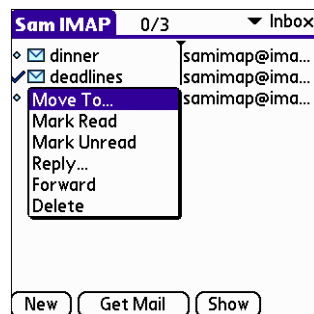 Sam IMAP 0/3 Inbox
dinner samimap@ima...
deadlines samimap@ima...
samimap@ima...
Move To...
Mark Read
Mark Unread
Reply...
Forward
Delete
New Get Mail Show